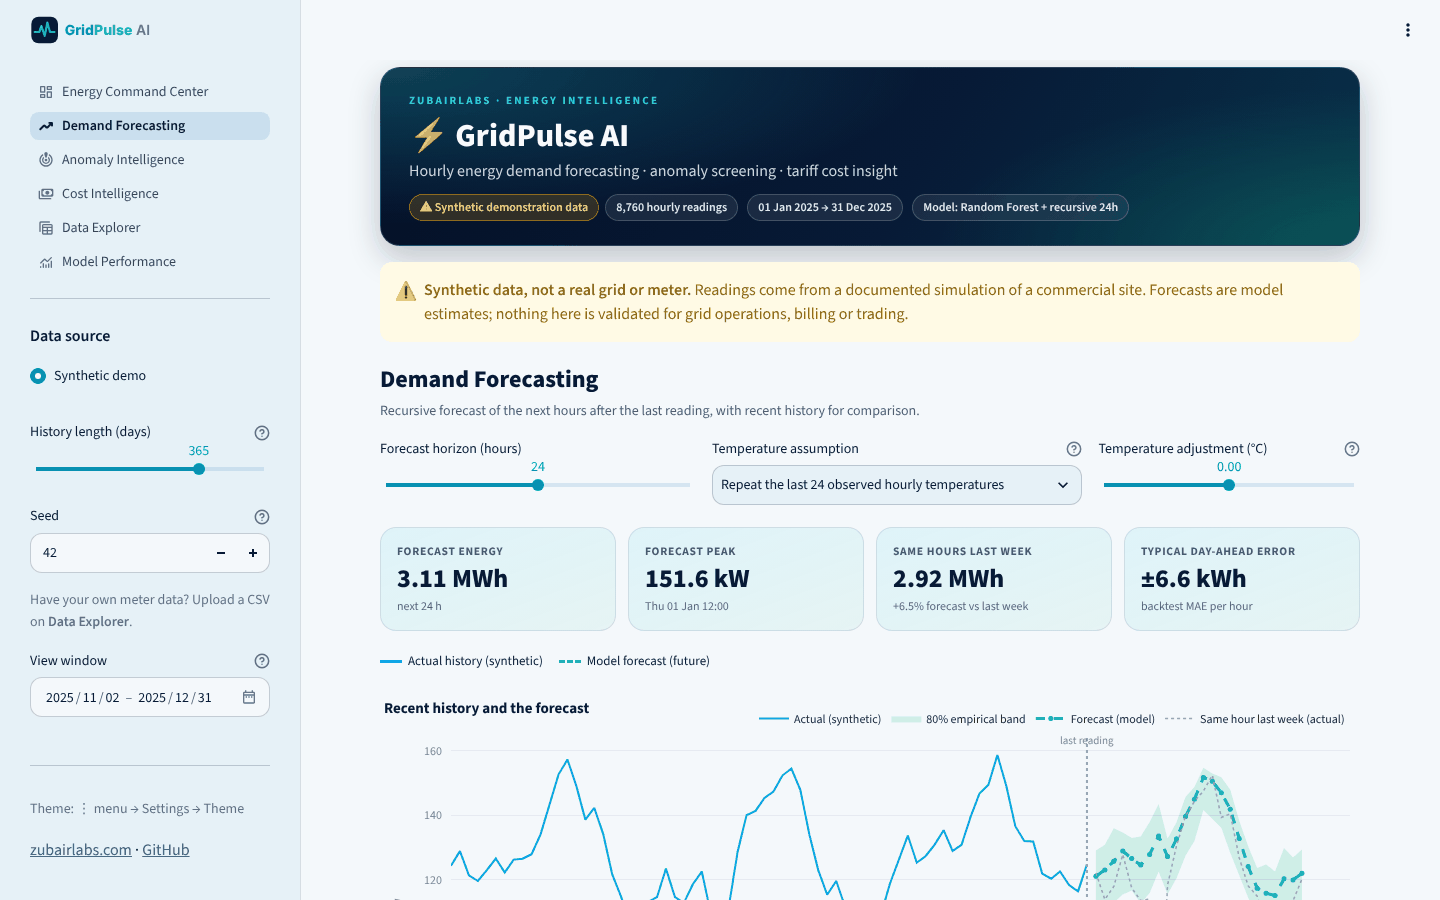 GridPulse AI
Energy Command Center
Demand Forecasting
Anomaly Intelligence
Cost Intelligence
Data Explorer
Model Performance
Data source
Synthetic demo
History length (days)
365
Seed
42
Have your own meter data? Upload a CSV
on Data Explorer.
View window
2025 / 11 / 02 – 2025 / 12 / 31
Theme: ⋮ menu → Settings → Theme
zubairlabs.com · GitHub
ZUBAIRLABS · ENERGY INTELLIGENCE
⚡ GridPulse AI
Hourly energy demand forecasting · anomaly screening · tariff cost insight
⚠ Synthetic demonstration data
8,760 hourly readings
01 Jan 2025 → 31 Dec 2025
Model: Random Forest + recursive 24h
⚠️ Synthetic data, not a real grid or meter. Readings come from a documented simulation of a commercial site. Forecasts are model
estimates; nothing here is validated for grid operations, billing or trading.
Demand Forecasting
Recursive forecast of the next hours after the last reading, with recent history for comparison.
Forecast horizon (hours)
24
Temperature assumption
Repeat the last 24 observed hourly temperatures
Temperature adjustment (°C)
0.00
FORECAST ENERGY
3.11 MWh
next 24 h
FORECAST PEAK
151.6 kW
Thu 01 Jan 12:00
SAME HOURS LAST WEEK
2.92 MWh
+6.5% forecast vs last week
TYPICAL DAY-AHEAD ERROR
±6.6 kWh
backtest MAE per hour
Actual history (synthetic)
Model forecast (future)
Recent history and the forecast
Actual (synthetic)
80% empirical band
Forecast (model)
Same hour last week (actual)
last reading
160
140
120